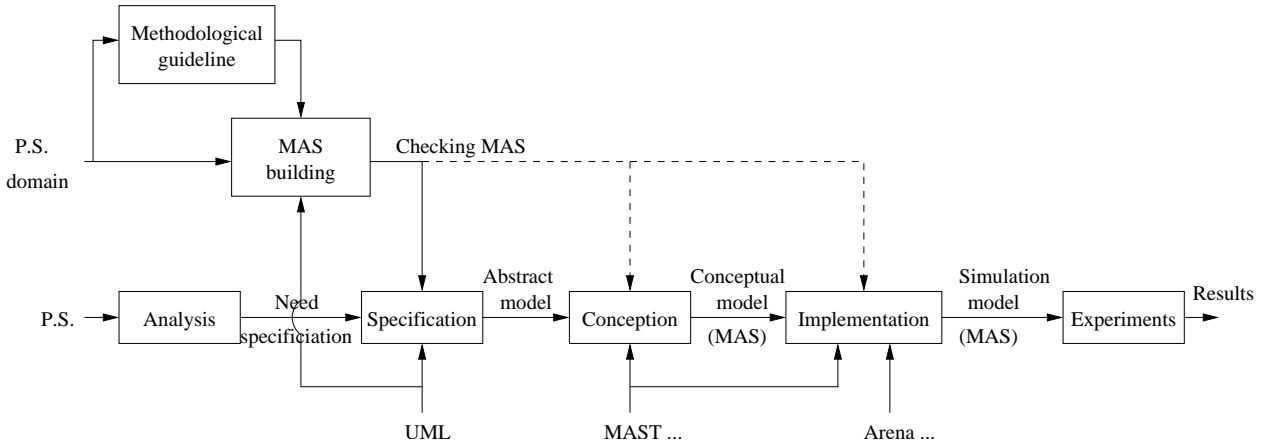 Methodological
guideline
P.S.
domain
MAS
building
Checking MAS
P.S.
Analysis
Need
specificiation
Specification
Abstract
model
Conception
Conceptual
model
(MAS)
Implementation
Simulation
model
(MAS)
Experiments
Results
UML
MAST ...
Arena ...